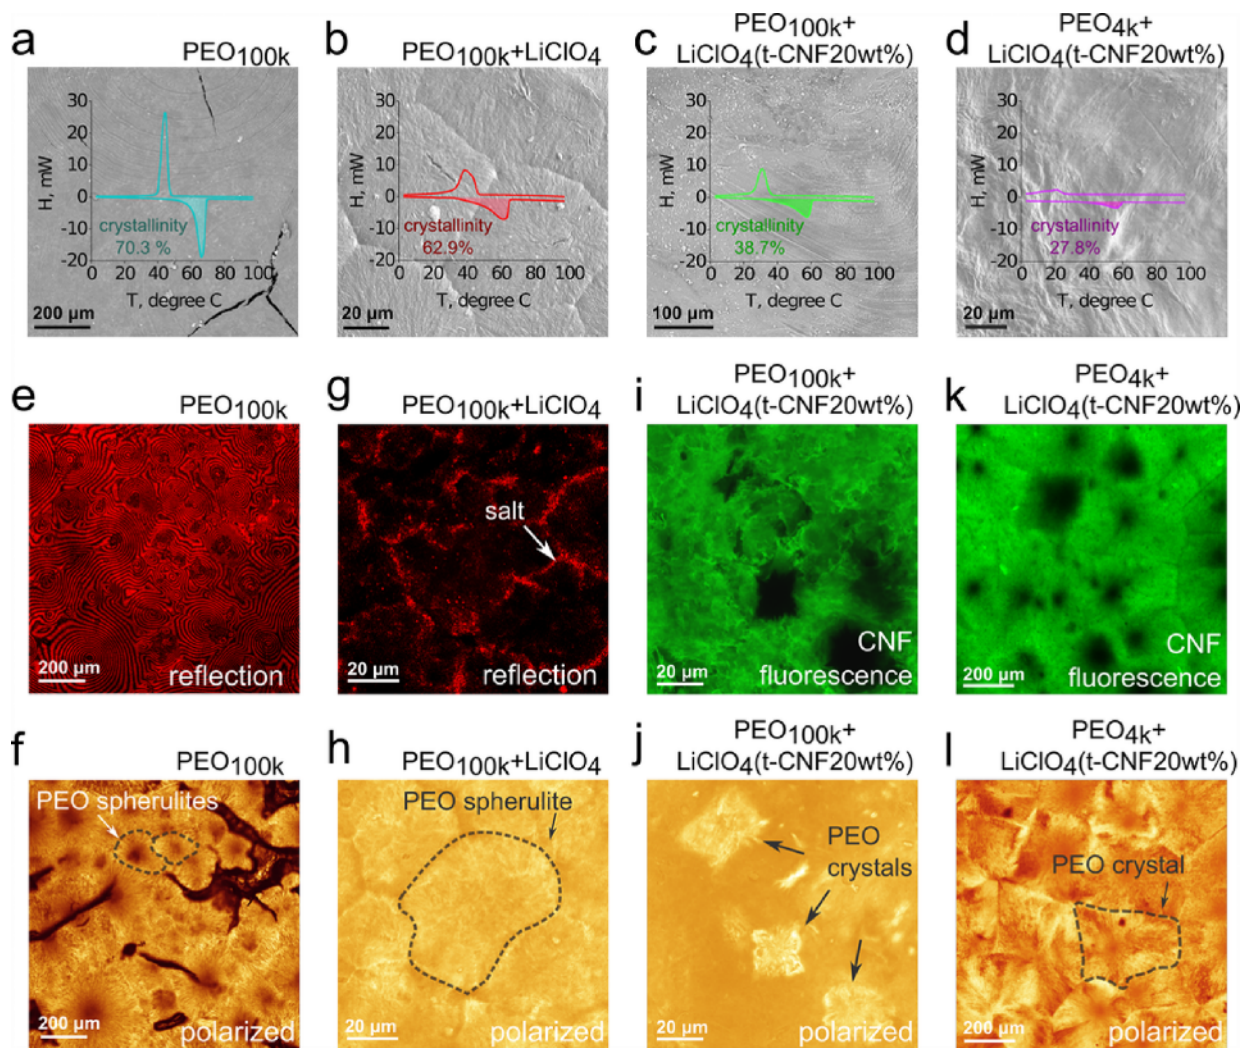 a
PEO100k
30
20
10
0
-10
-20
H, mW
crystallinity
70.3 %
0 20 40 60 80 100
T, degree C
200 µm
b
PEO100k+LiClO4
30
20
10
0
-10
-20
H, mW
crystallinity
62.9%
0 20 40 60 80 100
T, degree C
20 µm
c
PEO100k+
LiClO4(t-CNF20wt%)
30
20
10
0
-10
-20
H, mW
crystallinity
38.7%
0 20 40 60 80 100
T, degree C
100 µm
d
PEO4k+
LiClO4(t-CNF20wt%)
30
20
10
0
-10
-20
H, mW
crystallinity
27.8%
0 20 40 60 80 100
T, degree C
20 µm
e
PEO100k
200 µm
reflection
g
PEO100k+LiClO4
salt
20 µm
reflection
i
PEO100k+
LiClO4(t-CNF20wt%)
CNF
20 µm
fluorescence
k
PEO4k+
LiClO4(t-CNF20wt%)
CNF
200 µm
fluorescence
f
PEO100k
PEO spherulites
200 µm
polarized
h
PEO100k+LiClO4
PEO spherulite
20 µm
polarized
j
PEO100k+
LiClO4(t-CNF20wt%)
PEO
crystals
20 µm
polarized
l
PEO4k+
LiClO4(t-CNF20wt%)
PEO crystal
200 µm
polarized